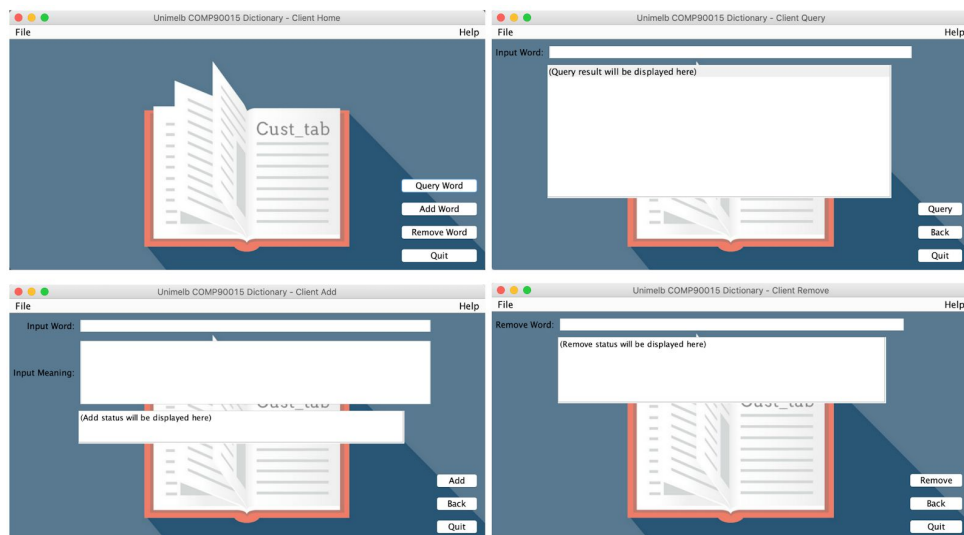 Unimelb COMP90015 Dictionary - Client Home
File Help
Cust_tab
Query Word
Add Word
Remove Word
Quit
Unimelb COMP90015 Dictionary - Client Query
File Help
Input Word:
(Query result will be displayed here)
Query
Back
Quit
Unimelb COMP90015 Dictionary - Client Add
File Help
Input Word:
Input Meaning:
Cust_tab
(Add status will be displayed here)
Add
Back
Quit
Unimelb COMP90015 Dictionary - Client Remove
File Help
Remove Word:
(Remove status will be displayed here)
Cust_tab
Remove
Back
Quit